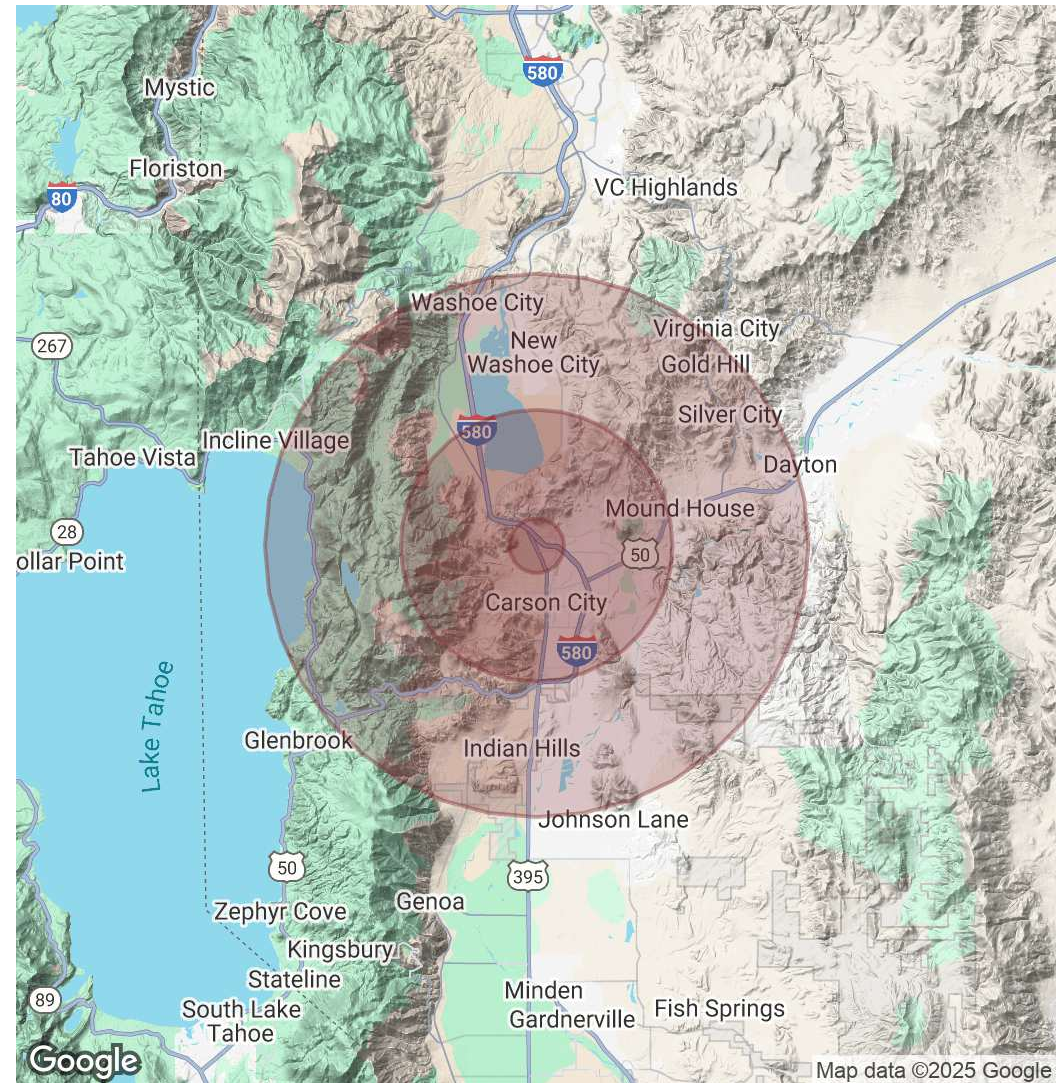 580
Mystic
Floriston
80
VC Highlands
Washoe City
Virginia City
New
Washoe City
267
Gold Hill
Silver City
580
Incline Village
Tahoe Vista
Dayton
Mound House
28
50
ollar Point
Carson City
580
Lake Tahoe
Glenbrook
Indian Hills
Johnson Lane
50
395
Genoa
Zephyr Cove
Kingsbury
Stateline
Minden
89
South Lake
Tahoe
Gardnerville
Fish Springs
Google
Map data ©2025 Google